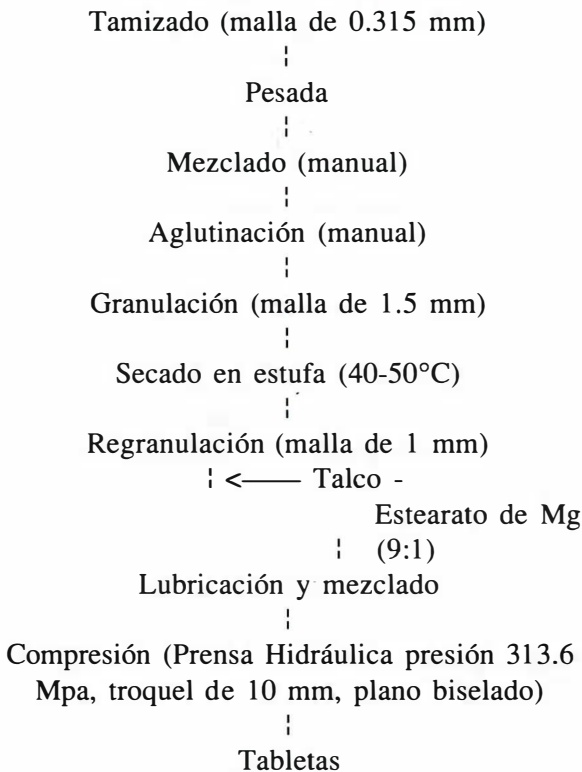 Tamizado (malla de 0.315 mm)
Pesada
Mezclado (manual)
Aglutinación (manual)
Granulación (malla de 1.5 mm)
Secado en estufa (40-50°C)
Regranulación (malla de 1 mm)
¦ <—— Talco -
Estearato de Mg
¦ (9:1)
Lubricación y mezclado
Compresión (Prensa Hidráulica presión 313.6
Mpa, troquel de 10 mm, plano biselado)
Tabletas